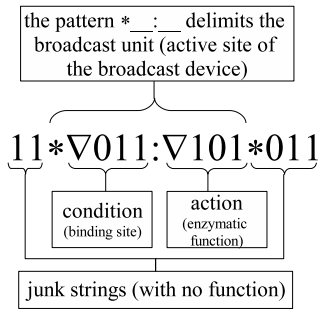 the pattern *__:__ delimits the
broadcast unit (active site of
the broadcast device)
11*∇011:∇101*011
condition
(binding site)
action
(enzymatic
function)
junk strings (with no function)